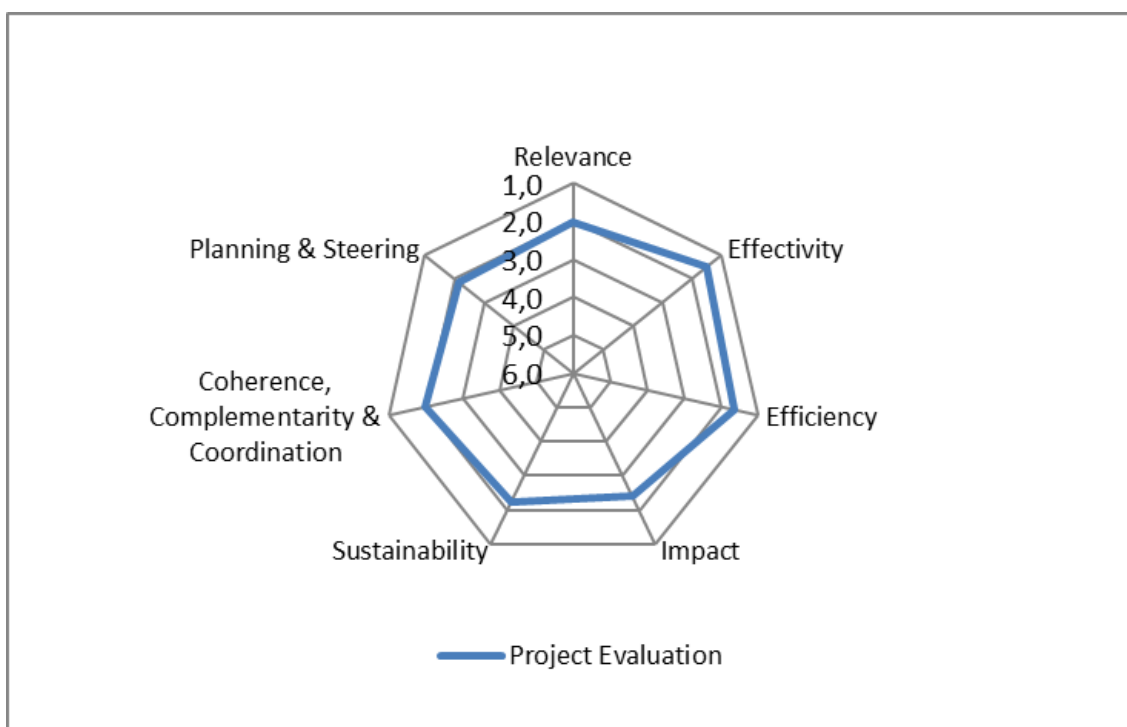 Relevance
1,0
2,0
3,0
4,0
5,0
6,0
Effectivity
Efficiency
Impact
Sustainability
Coherence,
Complementarity &
Coordination
Planning & Steering
Project Evaluation